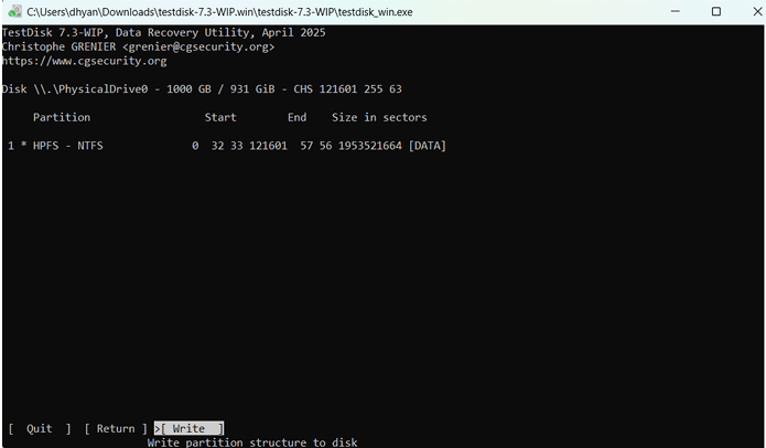 C:\Users\dhyan\Downloads\testdisk-7.3-WIP.win\testdisk-7.3-WIP\testdisk_win.exe
TestDisk 7.3-WIP, Data Recovery Utility, April 2025
Christophe GRENIER <grenier@cgsecurity.org>
https://www.cgsecurity.org
Disk \\.\PhysicalDrive0 - 1000 GB / 931 GiB - CHS 121601 255 63
Partition Start End Size in sectors
1 * HPFS - NTFS 0 32 33 121601 57 56 1953521664 [DATA]
[ Quit ] [ Return ] >[ Write ]
Write partition structure to disk